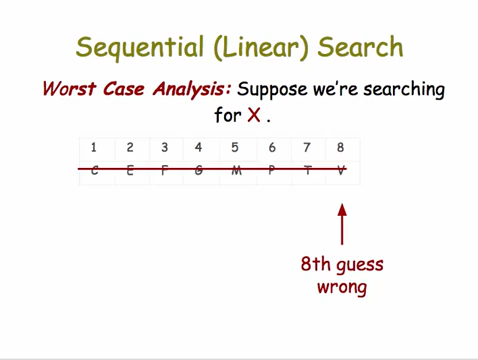 Sequential (Linear) Search
Worst Case Analysis: Suppose we're searching
for X .
1 2 3 4 5 6 7 8
C E F G M P T V
8th guess
wrong